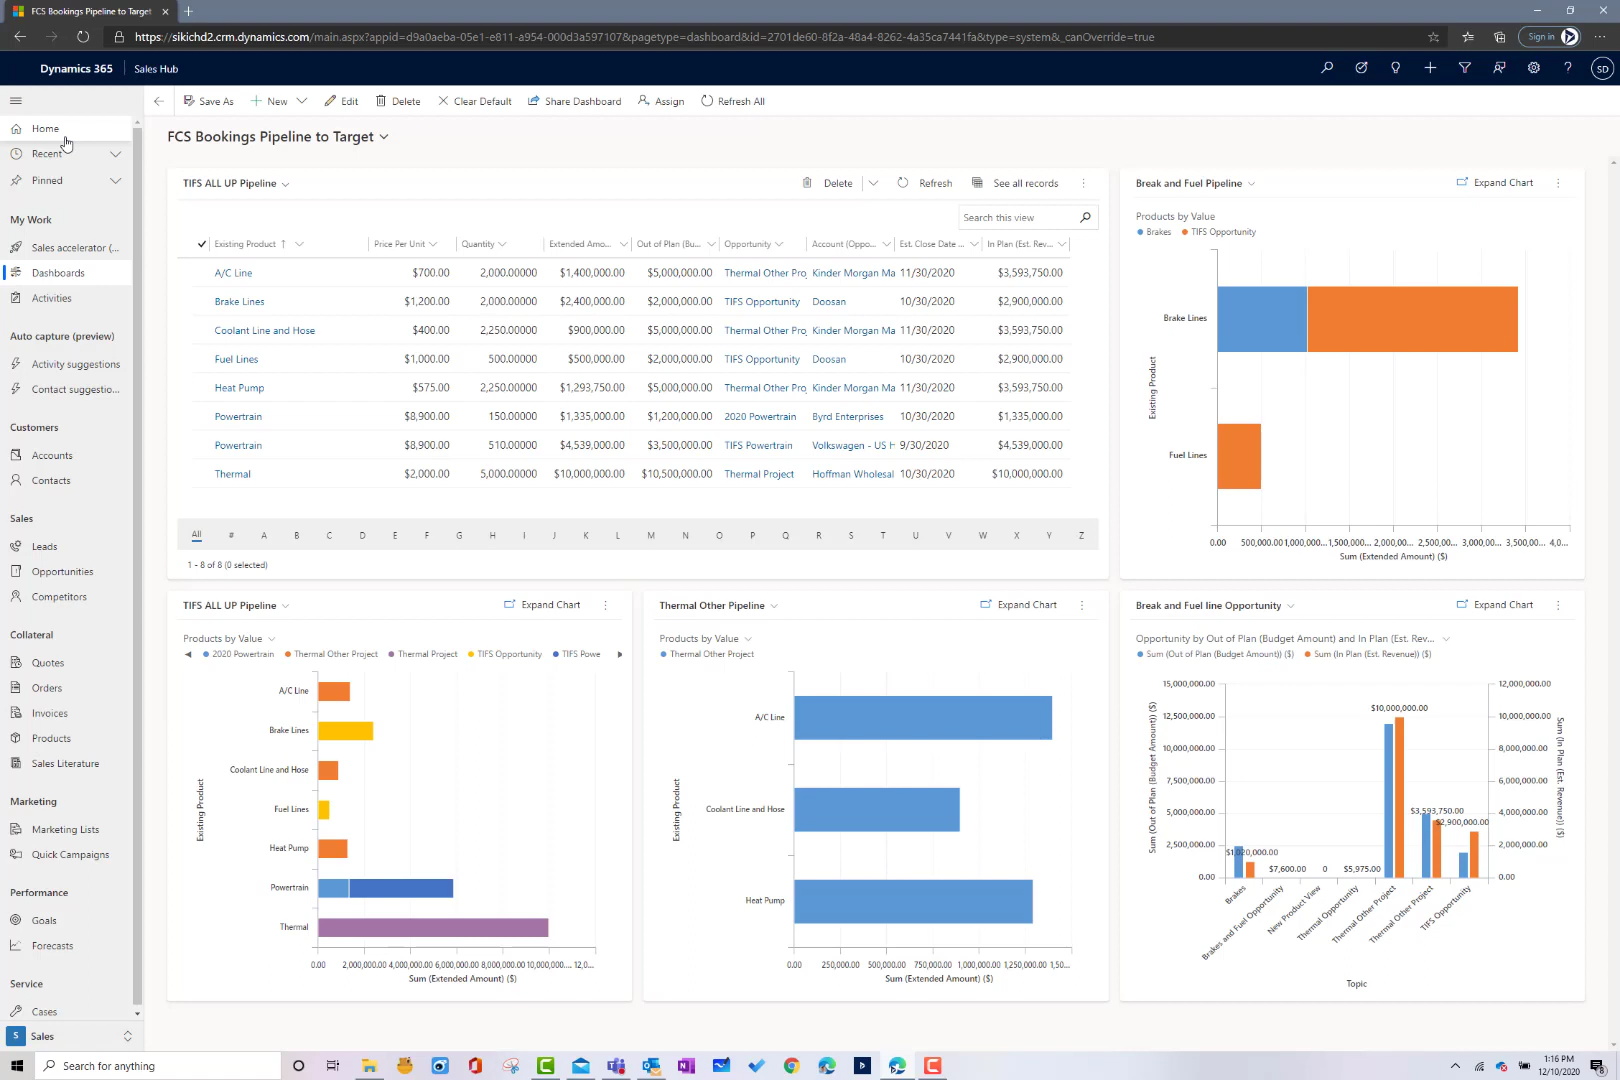 FCS Bookings Pipeline to Target
https://sikichd2.crm.dynamics.com/main.aspx?appid=d9a0aeba-05e1-e811-a954-000d3a597107&pagetype=dashboard&id=2701de60-8f2a-48a4-8262-4a35ca7441fa&type=system&_canOverride=true
Sign in
Dynamics 365 Sales Hub
SD
Save As New Edit Delete Clear Default Share Dashboard Assign Refresh All
Home
Recent
Pinned
My Work
Sales accelerator (...
Dashboards
Activities
Auto capture (preview)
Activity suggestions
Contact suggestio...
Customers
Accounts
Contacts
Sales
Leads
Opportunities
Competitors
Collateral
Quotes
Orders
Invoices
Products
Sales Literature
Marketing
Marketing Lists
Quick Campaigns
Performance
Goals
Forecasts
Service
Cases
S Sales
FCS Bookings Pipeline to Target
TIFS ALL UP Pipeline Delete Refresh See all records
Search this view
Existing Product ↑ Price Per Unit Quantity Extended Amo... Out of Plan (Bu... Opportunity Account (Oppo... Est. Close Date ... In Plan (Est. Rev...
A/C Line $700.00 2,000.00000 $1,400,000.00 $5,000,000.00 Thermal Other Proj Kinder Morgan Ma 11/30/2020 $3,593,750.00
Brake Lines $1,200.00 2,000.00000 $2,400,000.00 $2,000,000.00 TIFS Opportunity Doosan 10/30/2020 $2,900,000.00
Coolant Line and Hose $400.00 2,250.00000 $900,000.00 $5,000,000.00 Thermal Other Proj Kinder Morgan Ma 11/30/2020 $3,593,750.00
Fuel Lines $1,000.00 500.00000 $500,000.00 $2,000,000.00 TIFS Opportunity Doosan 10/30/2020 $2,900,000.00
Heat Pump $575.00 2,250.00000 $1,293,750.00 $5,000,000.00 Thermal Other Proj Kinder Morgan Ma 11/30/2020 $3,593,750.00
Powertrain $8,900.00 150.00000 $1,335,000.00 $1,200,000.00 2020 Powertrain Byrd Enterprises 10/30/2020 $1,335,000.00
Powertrain $8,900.00 510.00000 $4,539,000.00 $3,500,000.00 TIFS Powertrain Volkswagen - US H 9/30/2020 $4,539,000.00
Thermal $2,000.00 5,000.00000 $10,000,000.00 $10,500,000.00 Thermal Project Hoffman Wholesal 10/30/2020 $10,000,000.00
All # A B C D E F G H I J K L M N O P Q R S T U V W X Y Z
1 - 8 of 8 (0 selected)
Break and Fuel Pipeline Expand Chart
Products by Value
Brakes TIFS Opportunity
Brake Lines
Fuel Lines
Existing Product
0.00 500,000.00... 1,000,00... 1,500,00... 2,000,00... 2,500,00... 3,000,00... 3,500,00... 4,0...
Sum (Extended Amount) ($)
TIFS ALL UP Pipeline Expand Chart
Products by Value
2020 Powertrain Thermal Other Project Thermal Project TIFS Opportunity TIFS Powe
A/C Line
Brake Lines
Coolant Line and Hose
Fuel Lines
Heat Pump
Powertrain
Thermal
Existing Product
0.00 2,000,000.00 4,000,000.00 6,000,000.00 8,000,000.00 10,000,000.... 12,0...
Sum (Extended Amount) ($)
Thermal Other Pipeline Expand Chart
Products by Value
Thermal Other Project
A/C Line
Coolant Line and Hose
Heat Pump
Existing Product
0.00 250,000.00 500,000.00 750,000.00 1,000,000.00 1,250,000.00 1,50...
Sum (Extended Amount) ($)
Break and Fuel line Opportunity Expand Chart
Opportunity by Out of Plan (Budget Amount) and In Plan (Est. Rev...
Sum (Out of Plan (Budget Amount)) ($) Sum (In Plan (Est. Revenue)) ($)
15,000,000.00 12,000,000.00
12,500,000.00 10,000,000.00
10,000,000.00 8,000,000.00
7,500,000.00 6,000,000.00
5,000,000.00 4,000,000.00
2,500,000.00 2,000,000.00
0.00 0.00
Sum (Out of Plan (Budget Amount)) ($)
Sum (In Plan (Est. Revenue)) ($)
$1,020,000.00 $7,600.00 0 $5,975.00 $10,000,000.00 $3,593,750.00 $2,900,000.00
Brakes
Brakes and Fuel Opportunity
New Product View
Thermal Opportunity
Thermal Other Project
Thermal Other Project
TIFS Opportunity
Topic
Search for anything
1:16 PM
12/10/2020
8